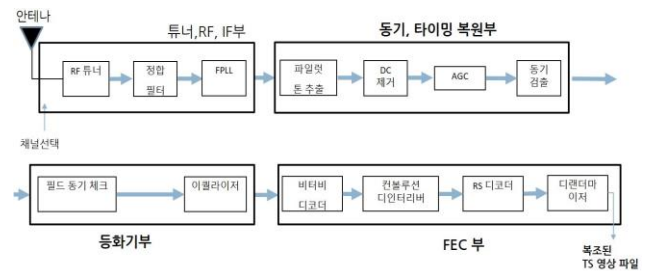 안테나
튜너,RF, IF부
동기, 타이밍 복원부
RF 튜너
정합
필터
FPLL
파일럿
톤 추출
DC
제거
AGC
동기
검출
채널선택
필드 동기 체크
이퀄라이저
비터비
디코더
컨볼루션
디인터리버
RS 디코더
디랜더마
이저
등화기부
FEC 부
복조된
TS 영상 파일